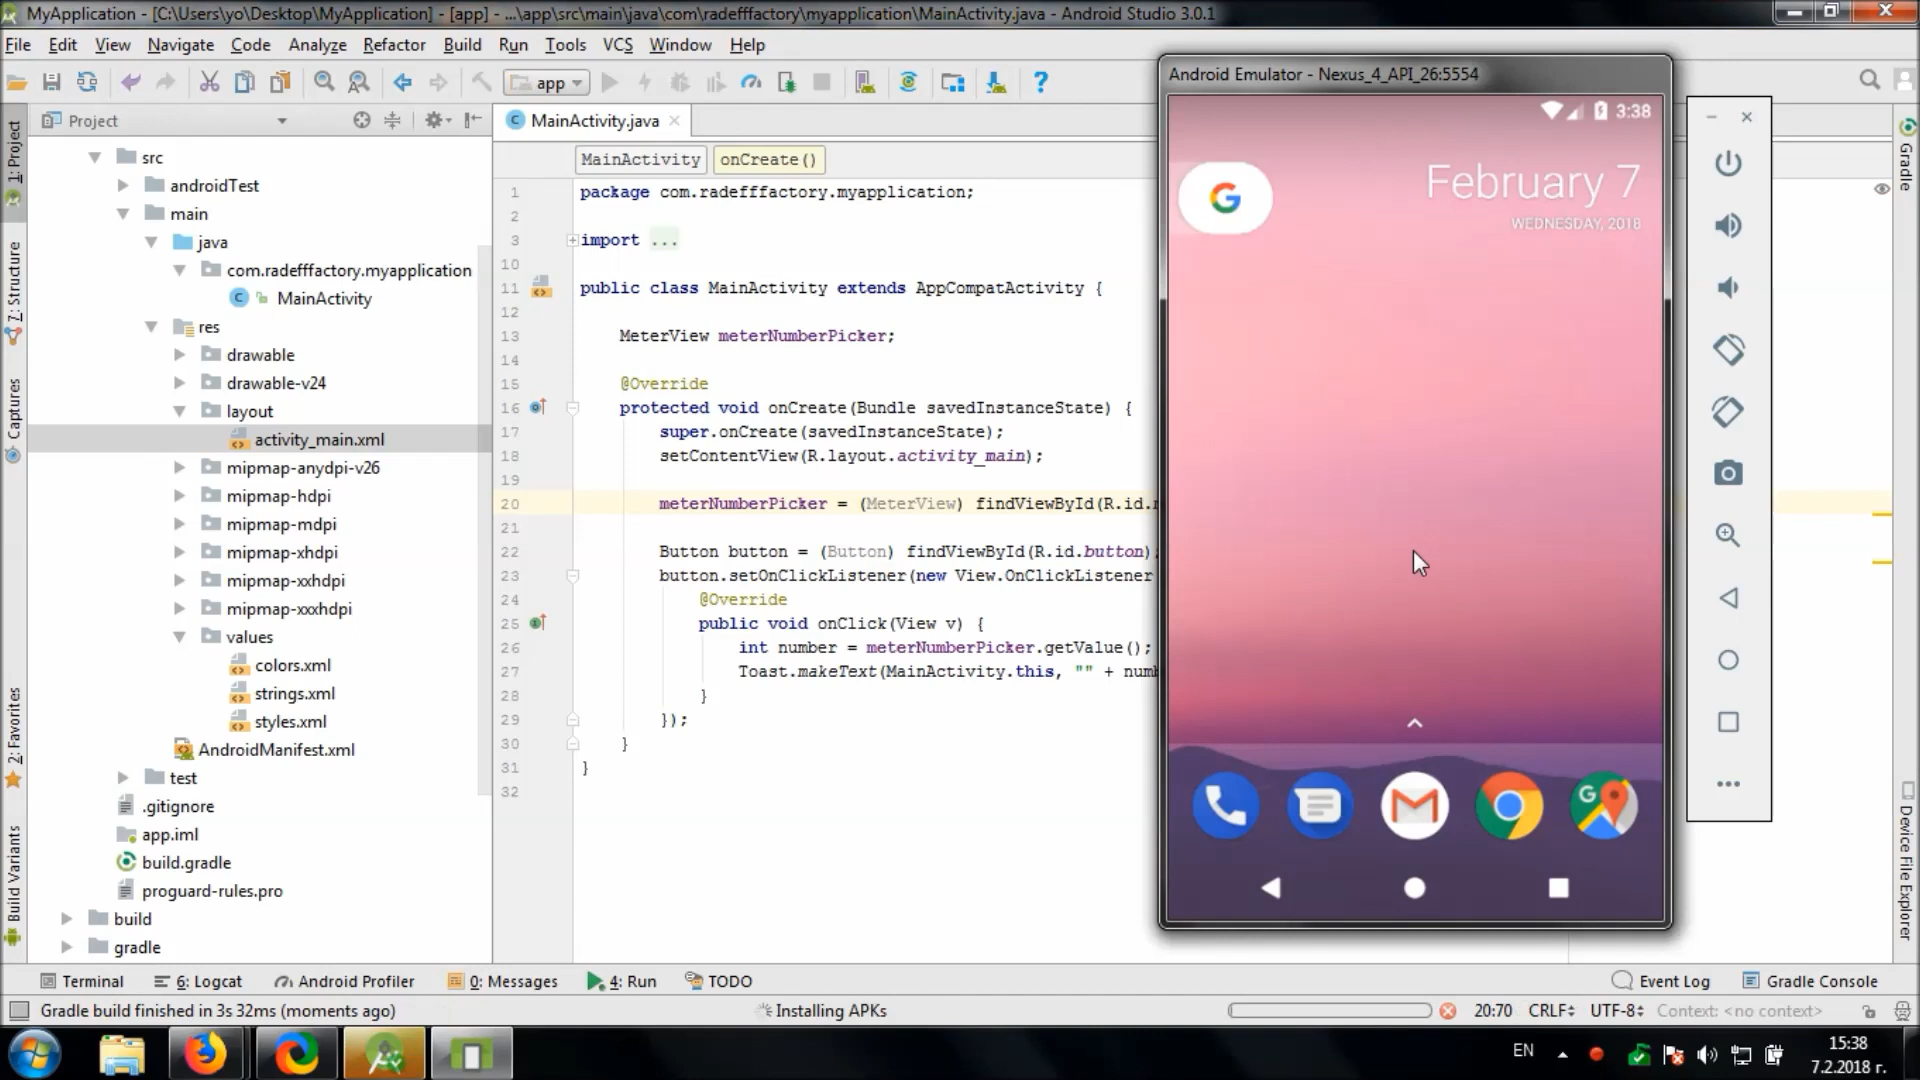 MyApplication - [C:\Users\yo\Desktop\MyApplication] - [app] - ...\app\src\main\java\com\radefffactory\myapplication\MainActivity.java - Android Studio 3.0.1
File Edit View Navigate Code Analyze Refactor Build Run Tools VCS Window Help
app
Project
MainActivity.java
MainActivity
onCreate()
1: Project
7: Structure
Captures
2: Favorites
Build Variants
src
androidTest
main
java
com.radefffactory.myapplication
MainActivity
res
drawable
drawable-v24
layout
activity_main.xml
mipmap-anydpi-v26
mipmap-hdpi
mipmap-mdpi
mipmap-xhdpi
mipmap-xxhdpi
mipmap-xxxhdpi
values
colors.xml
strings.xml
styles.xml
AndroidManifest.xml
test
.gitignore
app.iml
build.gradle
proguard-rules.pro
build
gradle
1 package com.radefffactory.myapplication;
2
3 import ...
10
11 public class MainActivity extends AppCompatActivity {
12
13 MeterView meterNumberPicker;
14
15 @Override
16 protected void onCreate(Bundle savedInstanceState) {
17 super.onCreate(savedInstanceState);
18 setContentView(R.layout.activity_main);
19
20 meterNumberPicker = (MeterView) findViewById(R.id.
21
22 Button button = (Button) findViewById(R.id.button);
23 button.setOnClickListener(new View.OnClickListener
24 @Override
25 public void onClick(View v) {
26 int number = meterNumberPicker.getValue();
27 Toast.makeText(MainActivity.this, "" + numb
28 }
29 });
30 }
31 }
32
Android Emulator - Nexus_4_API_26:5554
3:38
G
February 7
WEDNESDAY, 2018
G
Gradle
Device File Explorer
Terminal
6: Logcat
Android Profiler
0: Messages
4: Run
TODO
Event Log
Gradle Console
Gradle build finished in 3s 32ms (moments ago)
Installing APKs
20:70
CRLF
UTF-8
Context: <no context>
EN
15:38
7.2.2018 г.